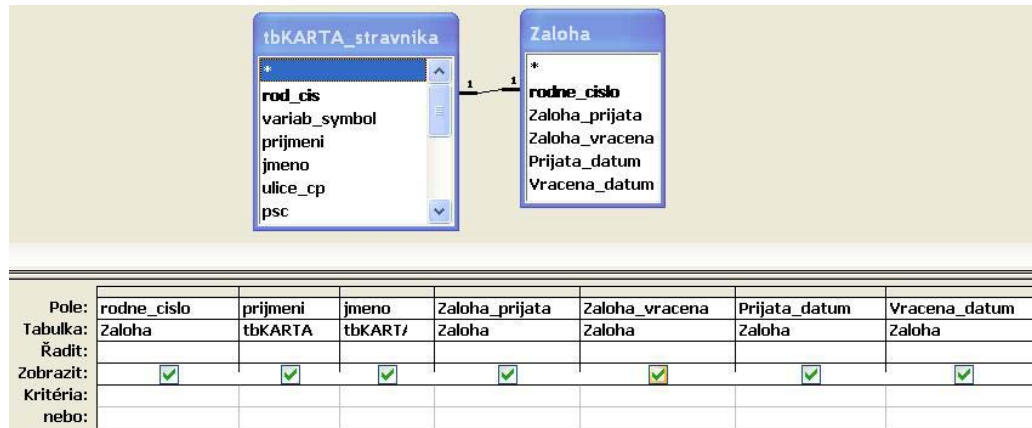 tbKARTA_stravnika
*
rod_cis
variab_symbol
prijmeni
jmeno
ulice_cp
psc
1 1
Zaloha
*
rodne_cislo
Zaloha_prijata
Zaloha_vracena
Prijata_datum
Vracena_datum
Pole: rodne_cislo prijmeni jmeno Zaloha_prijata Zaloha_vracena Prijata_datum Vracena_datum
Tabulka: Zaloha tbKARTA tbKART Zaloha Zaloha Zaloha Zaloha
Řadit:
Zobrazit:
Kritéria:
nebo: